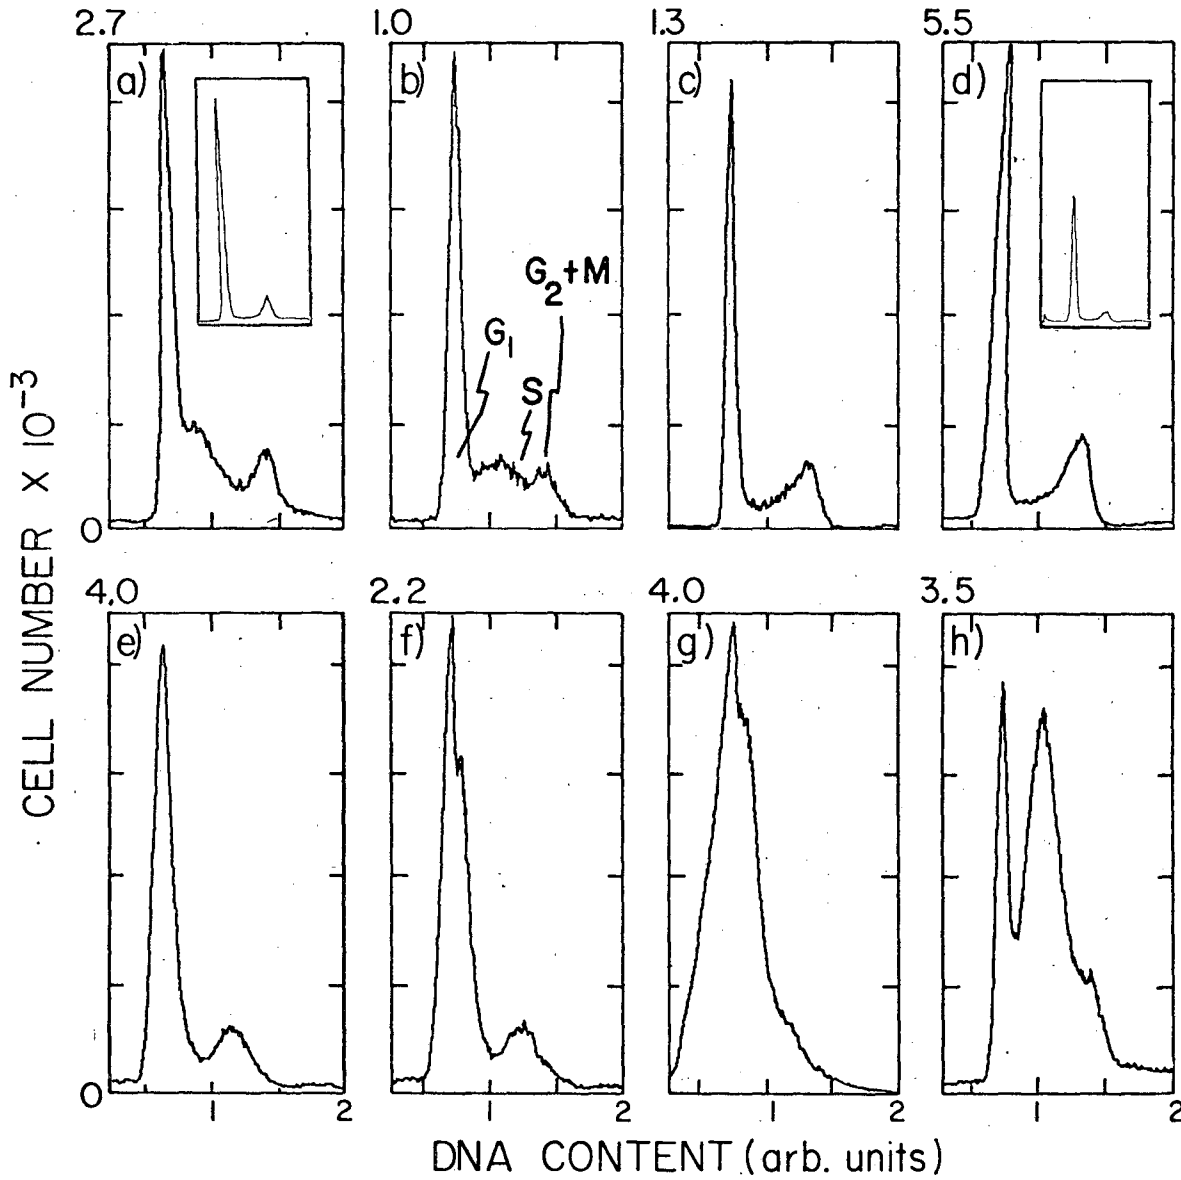 2.7 1.0 1.3 5.5
a) b) c) d)
G₂+M
G₁
S
0
4.0 2.2 4.0 3.5
e) f) g) h)
0
1 2 1 2 1 2 1 2
CELL NUMBER X 10⁻³
DNA CONTENT (arb. units)